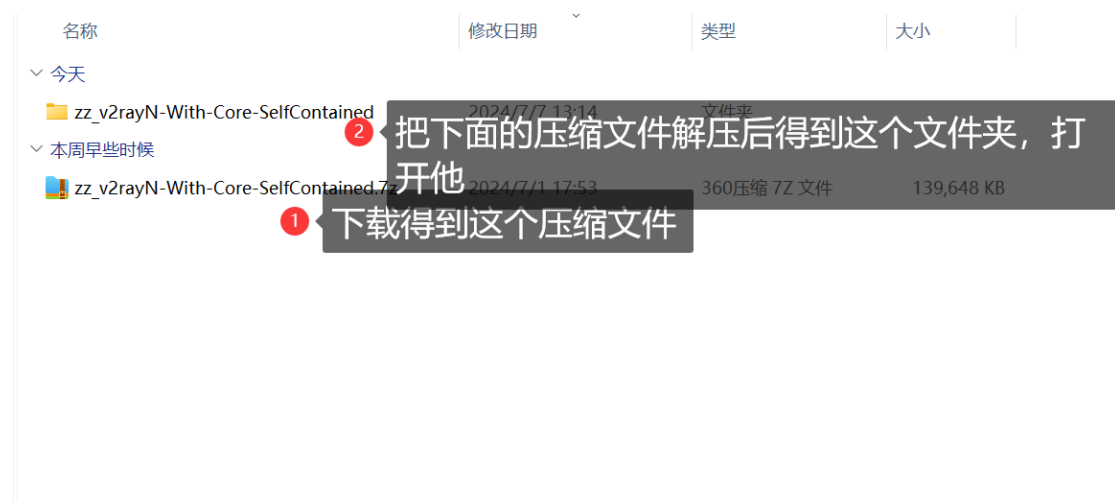 名称 修改日期 类型 大小
今天
zz_v2rayN-With-Core-SelfContained 2024/7/7 13:14 文件夹
2 把下面的压缩文件解压后得到这个文件夹，打
开他
本周早些时候
zz_v2rayN-With-Core-SelfContained.7z 2024/7/1 17:53 360压缩 7Z 文件 139,648 KB
1 下载得到这个压缩文件